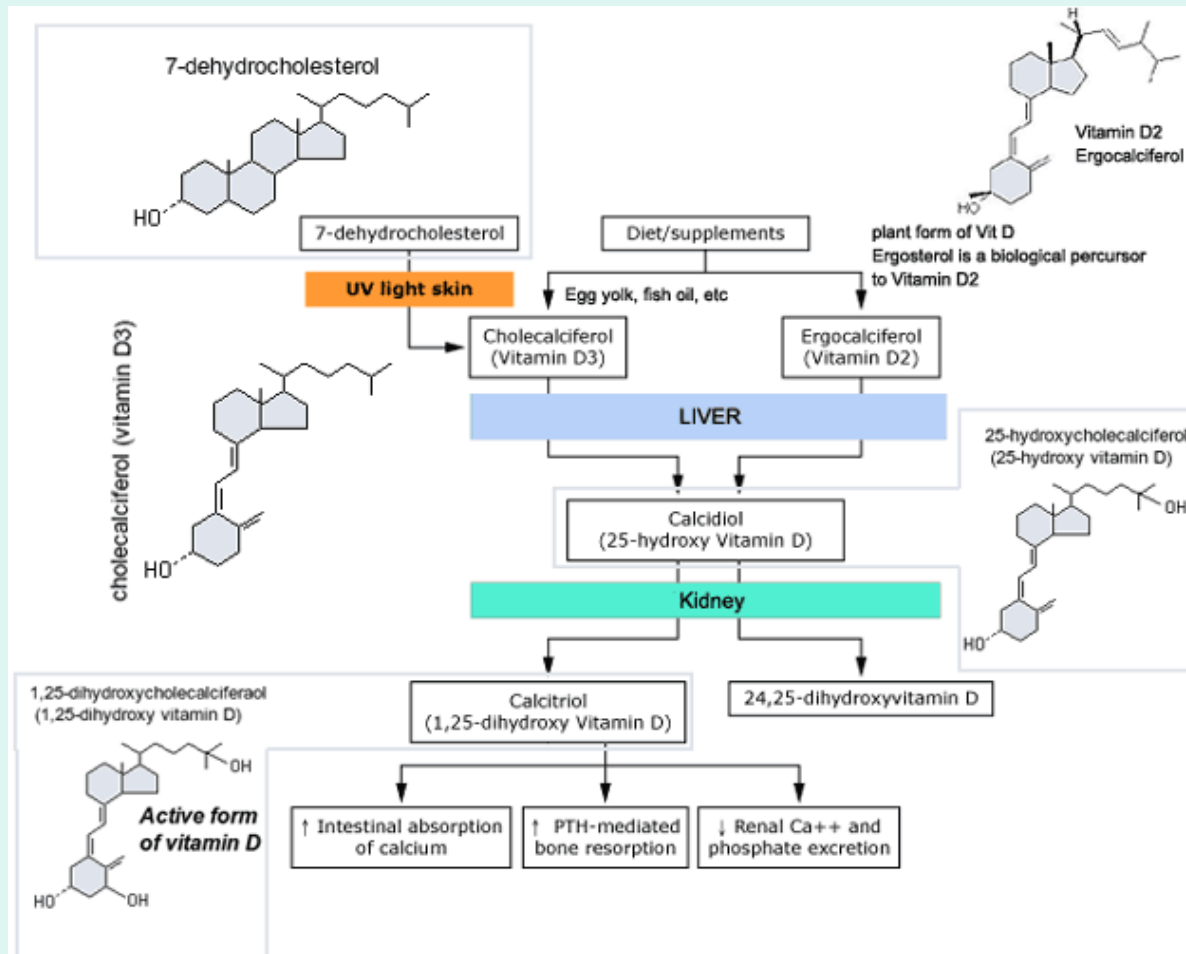 7-dehydrocholesterol
HO
H
Vitamin D2
Ergocalciferol
HO
plant form of Vit D
Ergosterol is a biological percursor
to Vitamin D2
7-dehydrocholesterol
Diet/supplements
UV light skin
Egg yolk, fish oil, etc
Cholecalciferol
(Vitamin D3)
Ergocalciferol
(Vitamin D2)
cholecalciferol (vitamin D3)
HO
LIVER
25-hydroxycholecalciferol
(25-hydroxy vitamin D)
OH
HO
Calcidiol
(25-hydroxy Vitamin D)
Kidney
1,25-dihydroxycholecalciferaol
(1,25-dihydroxy vitamin D)
OH
Active form
of vitamin D
HO
OH
Calcitriol
(1,25-dihydroxy Vitamin D)
24,25-dihydroxyvitamin D
↑ Intestinal absorption
of calcium
↑ PTH-mediated
bone resorption
↓ Renal Ca++ and
phosphate excretion